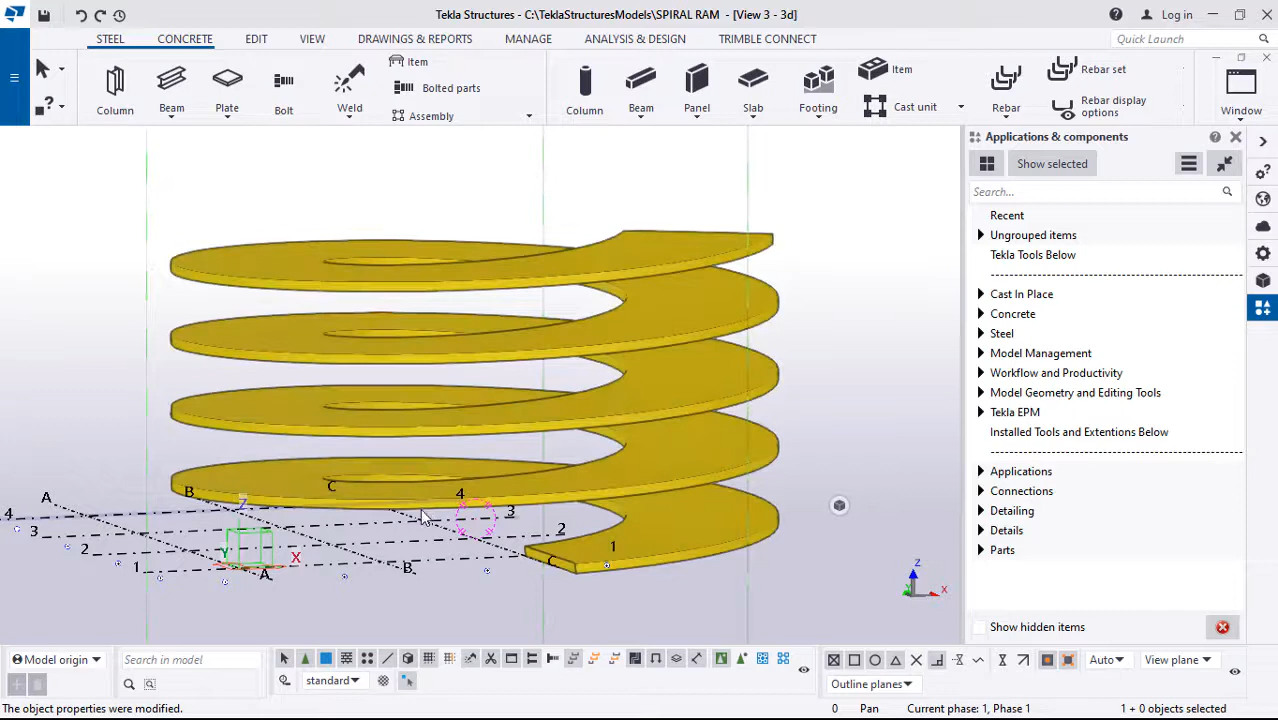 Tekla Structures - C:\TeklaStructuresModels\SPIRAL RAM - [View 3 - 3d]
Log in
STEEL CONCRETE EDIT VIEW DRAWINGS & REPORTS MANAGE ANALYSIS & DESIGN TRIMBLE CONNECT
Quick Launch
Column
Beam
Plate
Bolt
Weld
Item
Bolted parts
Assembly
Column
Beam
Panel
Slab
Footing
Item
Cast unit
Rebar
Rebar set
Rebar display
options
Window
Applications & components
Show selected
Search...
Recent
Ungrouped items
Tekla Tools Below
Cast In Place
Concrete
Steel
Model Management
Workflow and Productivity
Model Geometry and Editing Tools
Tekla EPM
Installed Tools and Extentions Below
Applications
Connections
Detailing
Details
Parts
Show hidden items
A
B
C
4
4
3
3
2
2
1
1
A
B
C
Z
Y
X
Z
Y
X
Model origin
Search in model
standard
Auto
View plane
Outline planes
The object properties were modified.
0
Pan
Current phase: 1, Phase 1
1 + 0 objects selected